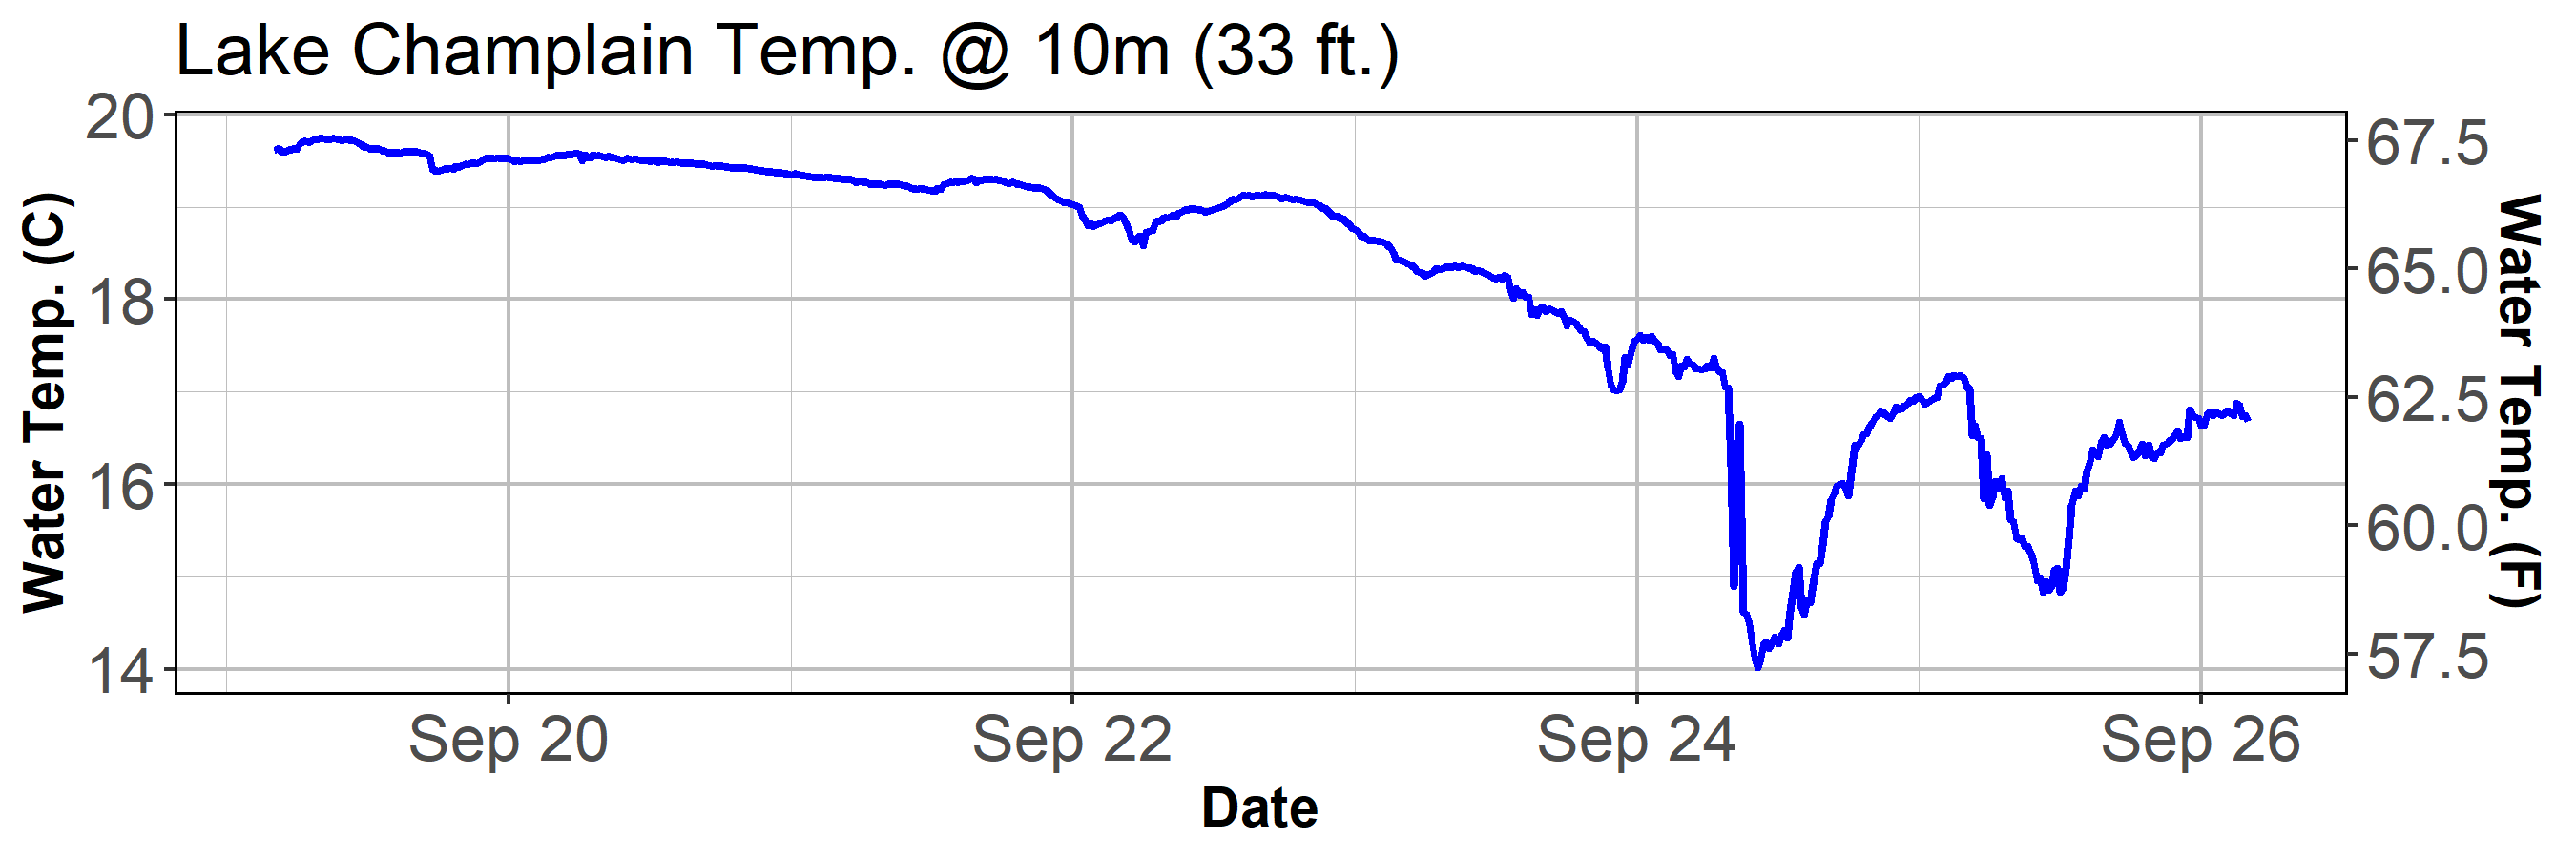 Lake Champlain Temp. @ 10m (33 ft.)
Water Temp. (C)
20
18
16
14
67.5
65.0
62.5
60.0
57.5
Water Temp. (F)
Sep 20
Sep 22
Sep 24
Sep 26
Date